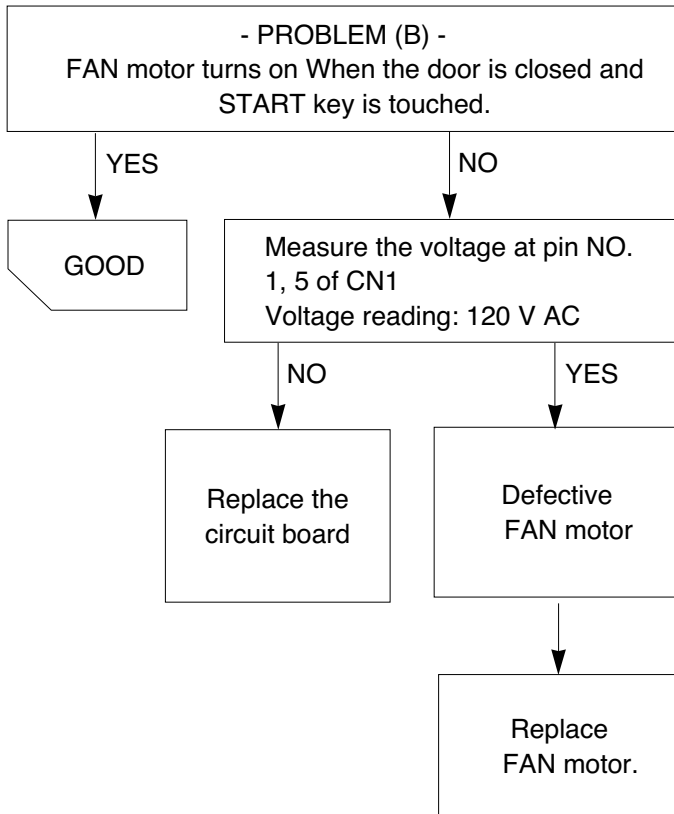 - PROBLEM (B) -
FAN motor turns on When the door is closed and
START key is touched.
YES
NO
GOOD
Measure the voltage at pin NO.
1, 5 of CN1
Voltage reading: 120 V AC
NO
YES
Replace the
circuit board
Defective
FAN motor
Replace
FAN motor.